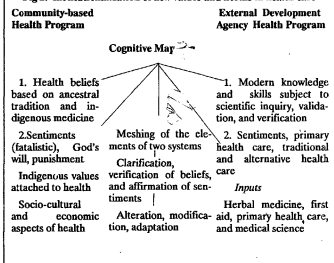 Community-based
Health Program
External Development
Agency Health Program
Cognitive Map
1. Health beliefs
based on ancestral
tradition and in-
digenous medicine
2.Sentiments
(fatalistic), God's
will, punishment
Indigenous values
attached to health
Socio-cultural
and economic
aspects of health
Meshing of the ele-
ments of two systems
Clarification,
verification of beliefs,
and affirmation of sen-
timents
Alteration, modifica-
tion, adaptation
1. Modern knowledge
and skills subject to
scientific inquiry, valida-
tion, and verification
2. Sentiments, primary
health care, traditional
and alternative health
care
Inputs
Herbal medicine, first
aid, primary health care,
and medical science